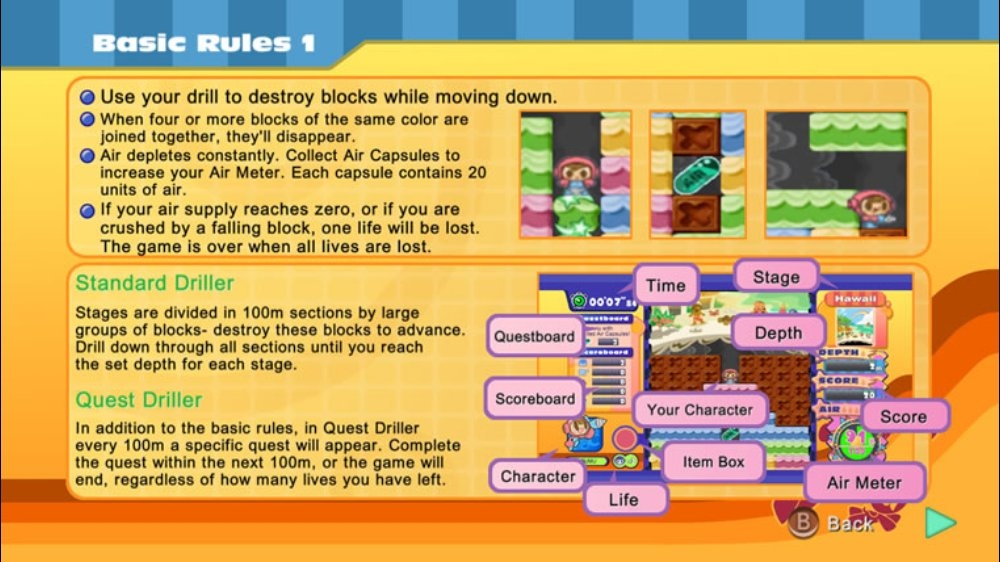 Basic Rules 1
Use your drill to destroy blocks while moving down.
When four or more blocks of the same color are
joined together, they'll disappear.
Air depletes constantly. Collect Air Capsules to
increase your Air Meter. Each capsule contains 20
units of air.
If your air supply reaches zero, or if you are
crushed by a falling block, one life will be lost.
The game is over when all lives are lost.
AIR
Standard Driller
Stages are divided in 100m sections by large
groups of blocks- destroy these blocks to advance.
Drill down through all sections until you reach
the set depth for each stage.
Quest Driller
In addition to the basic rules, in Quest Driller
every 100m a specific quest will appear. Complete
the quest within the next 100m, or the game will
end, regardless of how many lives you have left.
Time
Stage
00'07"
Hawaii
Questboard
Depth
DEPTH
Scoreboard
SCORE
20
Your Character
AIR
Score
91
Item Box
Character
Air Meter
Life
B Back